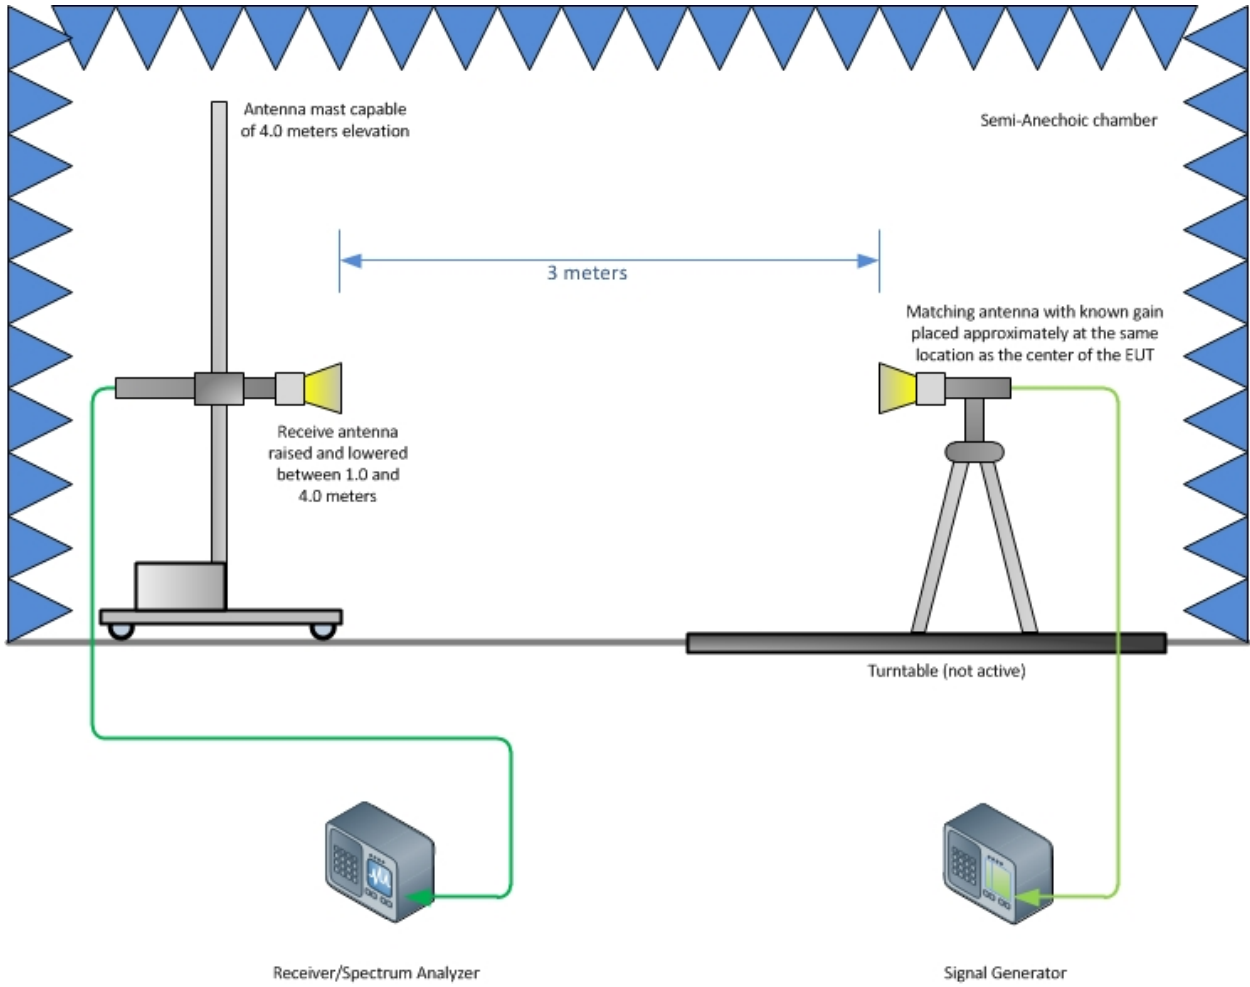 Antenna mast capable
of 4.0 meters elevation
Semi-Anechoic chamber
3 meters
Matching antenna with known gain
placed approximately at the same
location as the center of the EUT
Receive antenna
raised and lowered
between 1.0 and
4.0 meters
Turntable (not active)
Receiver/Spectrum Analyzer
Signal Generator